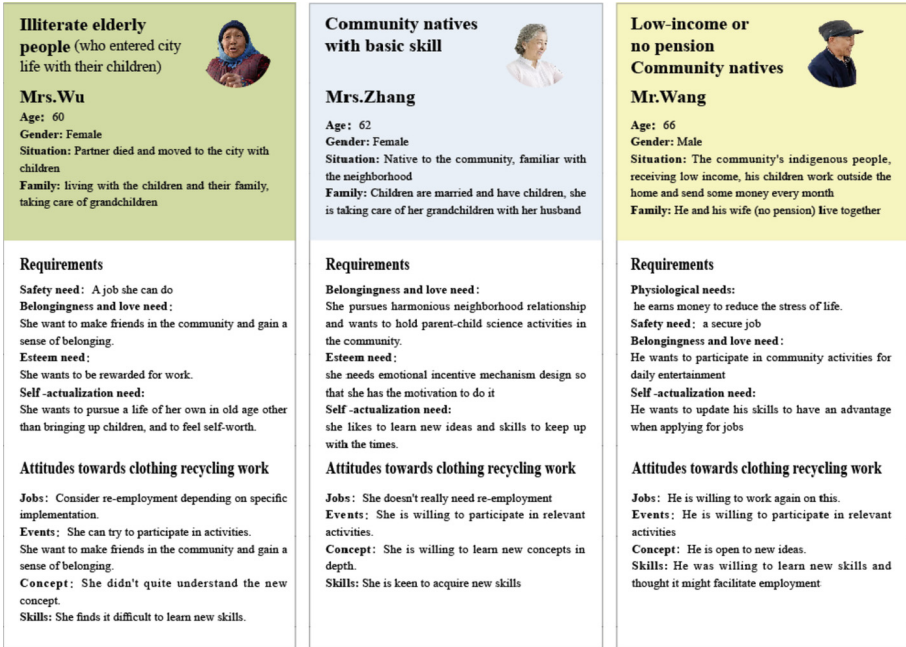 Illiterate elderly
people (who entered city
life with their children)
Mrs.Wu
Age: 60
Gender: Female
Situation: Partner died and moved to the city with
children
Family: living with the children and their family,
taking care of grandchildren
Requirements
Safety need: A job she can do
Belongingness and love need:
She want to make friends in the community and gain a
sense of belonging.
Esteem need:
She wants to be rewarded for work.
Self -actualization need:
She wants to pursue a life of her own in old age other
than bringing up children, and to feel self-worth.
Attitudes towards clothing recycling work
Jobs: Consider re-employment depending on specific
implementation.
Events: She can try to participate in activities.
She want to make friends in the community and gain a
sense of belonging.
Concept: She didn't quite understand the new
concept.
Skills: She finds it difficult to learn new skills.
Community natives
with basic skill
Mrs.Zhang
Age: 62
Gender: Female
Situation: Native to the community, familiar with
the neighborhood
Family: Children are married and have children, she
is taking care of her grandchildren with her husband
Requirements
Belongingness and love need:
She pursues harmonious neighborhood relationship
and wants to hold parent-child science activities in
the community.
Esteem need:
she needs emotional incentive mechanism design so
that she has the motivation to do it
Self -actualization need:
she likes to learn new ideas and skills to keep up
with the times.
Attitudes towards clothing recycling work
Jobs: She doesn't really need re-employment
Events: She is willing to participate in relevant
activities.
Concept: She is willing to learn new concepts in
depth.
Skills: She is keen to acquire new skills
Low-income or
no pension
Community natives
Mr.Wang
Age: 66
Gender: Male
Situation: The community's indigenous people,
receiving low income, his children work outside the
home and send some money every month
Family: He and his wife (no pension) live together
Requirements
Physiological needs:
he earns money to reduce the stress of life.
Safety need: a secure job
Belongingness and love need:
He wants to participate in community activities for
daily entertainment
Self -actualization need:
He wants to update his skills to have an advantage
when applying for jobs
Attitudes towards clothing recycling work
Jobs: He is willing to work again on this.
Events: He is willing to participate in relevant
activities
Concept: He is open to new ideas.
Skills: He was willing to learn new skills and
thought it might facilitate employment